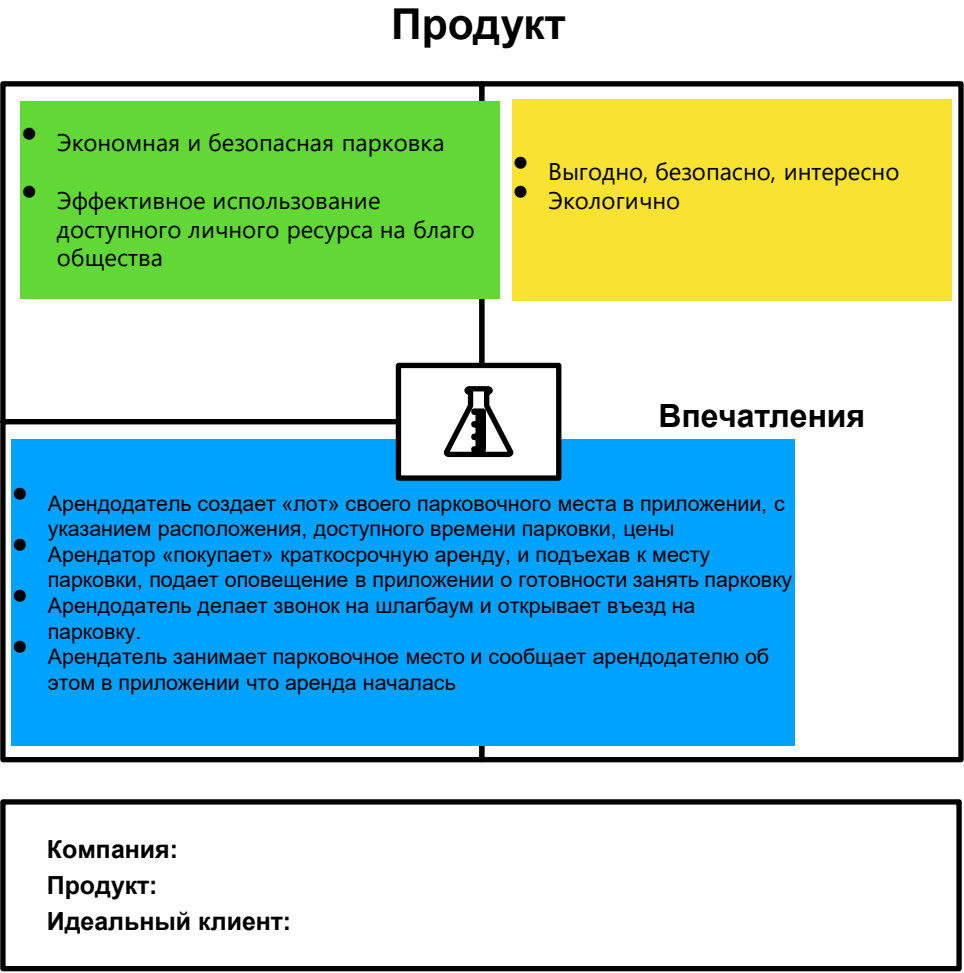 Продукт
• Экономная и безопасная парковка
• Эффективное использование
доступного личного ресурса на благо
общества
• Выгодно, безопасно, интересно
• Экологично
Впечатления
• Арендодатель создает «лот» своего парковочного места в приложении, с
указанием расположения, доступного времени парковки, цены
• Арендатор «покупает» краткосрочную аренду, и подъехав к месту
парковки, подает оповещение в приложении о готовности занять парковку
• Арендодатель делает звонок на шлагбаум и открывает въезд на
парковку.
• Арендатель занимает парковочное место и сообщает арендодателю об
этом в приложении что аренда началась
Компания:
Продукт:
Идеальный клиент: